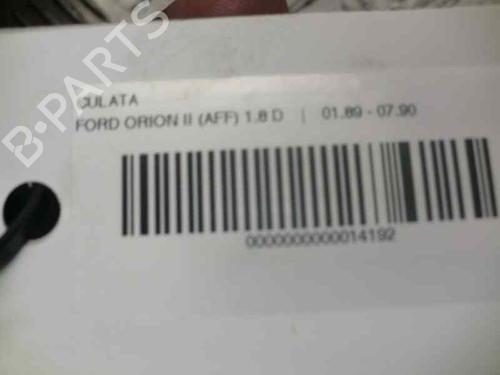 CULATA
FORD ORION II (AFF) 1.8 D | 01.89 - 07.90
0000000000014192
B-PARTS